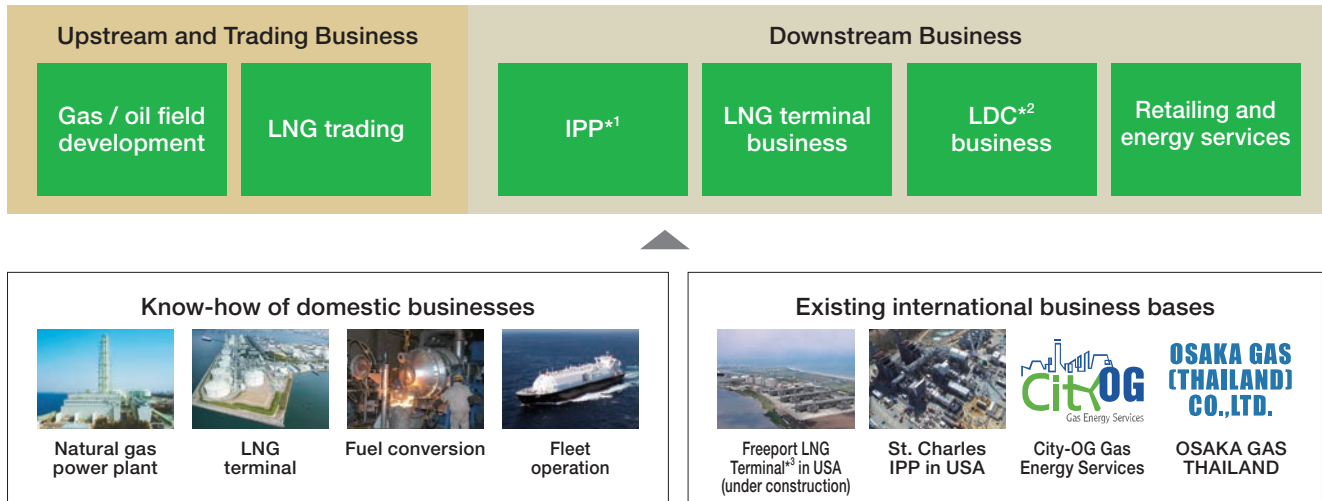 Upstream and Trading Business
Gas / oil field
development
LNG trading
Downstream Business
IPP*1
LNG terminal
business
LDC*2
business
Retailing and
energy services
Know-how of domestic businesses
Natural gas
power plant
LNG
terminal
Fuel conversion
Fleet
operation
Existing international business bases
Freeport LNG
Terminal*3 in USA
(under construction)
St. Charles
IPP in USA
City OG
Gas Energy Services
City-OG Gas
Energy Services
OSAKA GAS
(THAILAND)
CO.,LTD.
OSAKA GAS
THAILAND